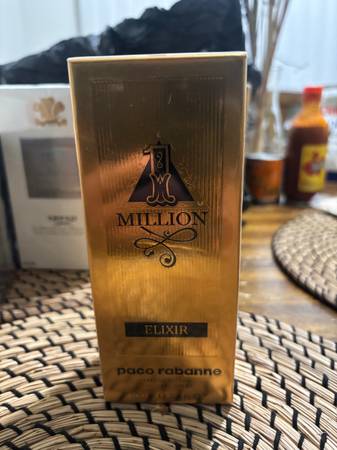 1
MILLION
ELIXIR
paco rabanne